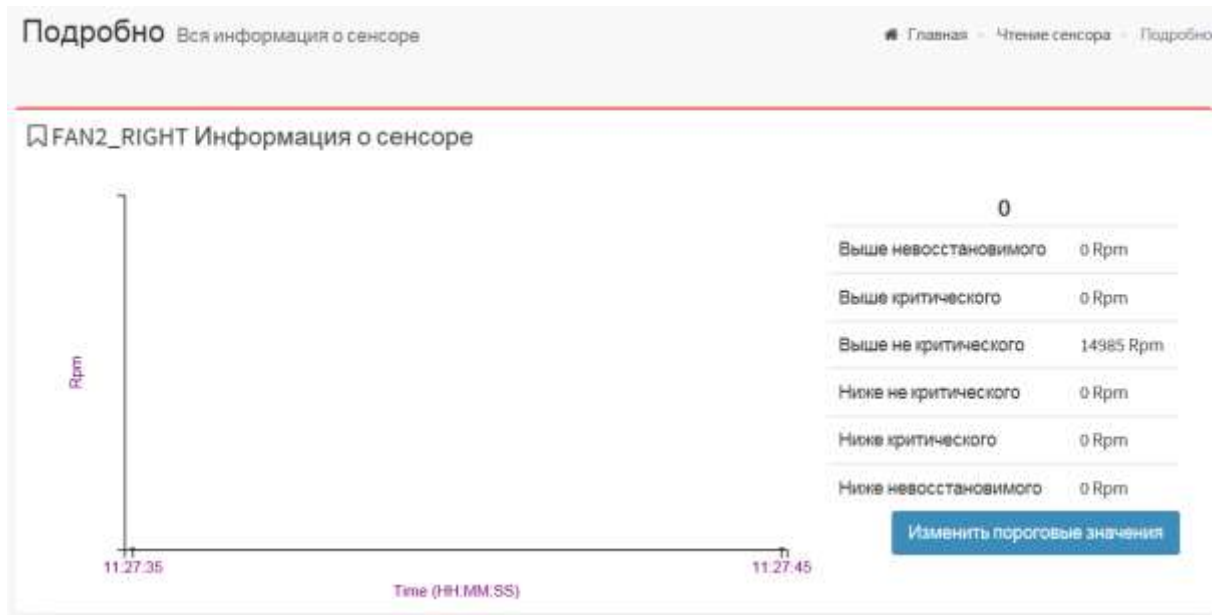 Подробно Вся информация о сенсоре
Главная Чтение сенсора Подробно
FAN2_RIGHT Информация о сенсоре
0
Выше невосстановимого 0 Rpm
Выше критического 0 Rpm
Выше не критического 14985 Rpm
Ниже не критического 0 Rpm
Ниже критического 0 Rpm
Ниже невосстановимого 0 Rpm
Изменить пороговые значения
Rpm
11:27:35 11:27:45
Time (HH:MM:SS)